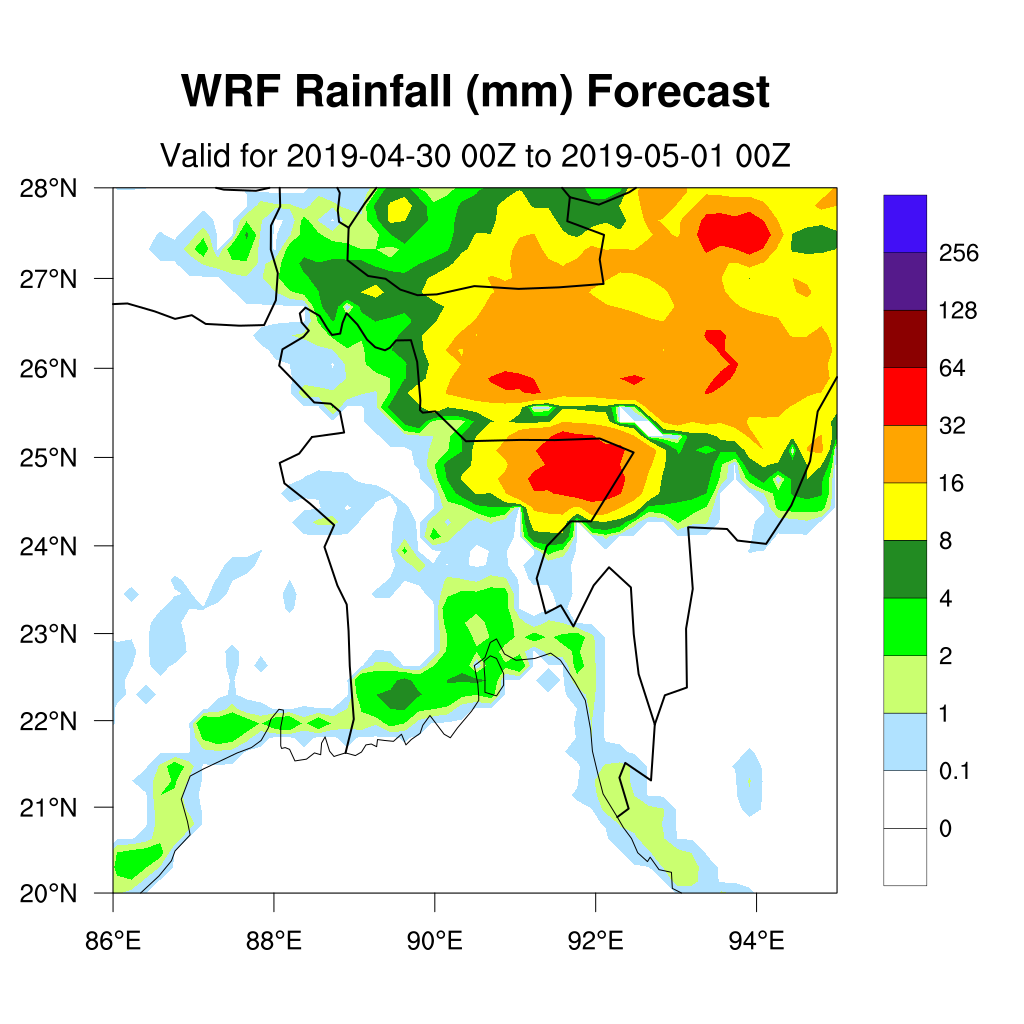 WRF Rainfall (mm) Forecast
Valid for 2019-04-30 00Z to 2019-05-01 00Z
28°N
27°N
26°N
25°N
24°N
23°N
22°N
21°N
20°N
86°E 88°E 90°E 92°E 94°E
256
128
64
32
16
8
4
2
1
0.1
0